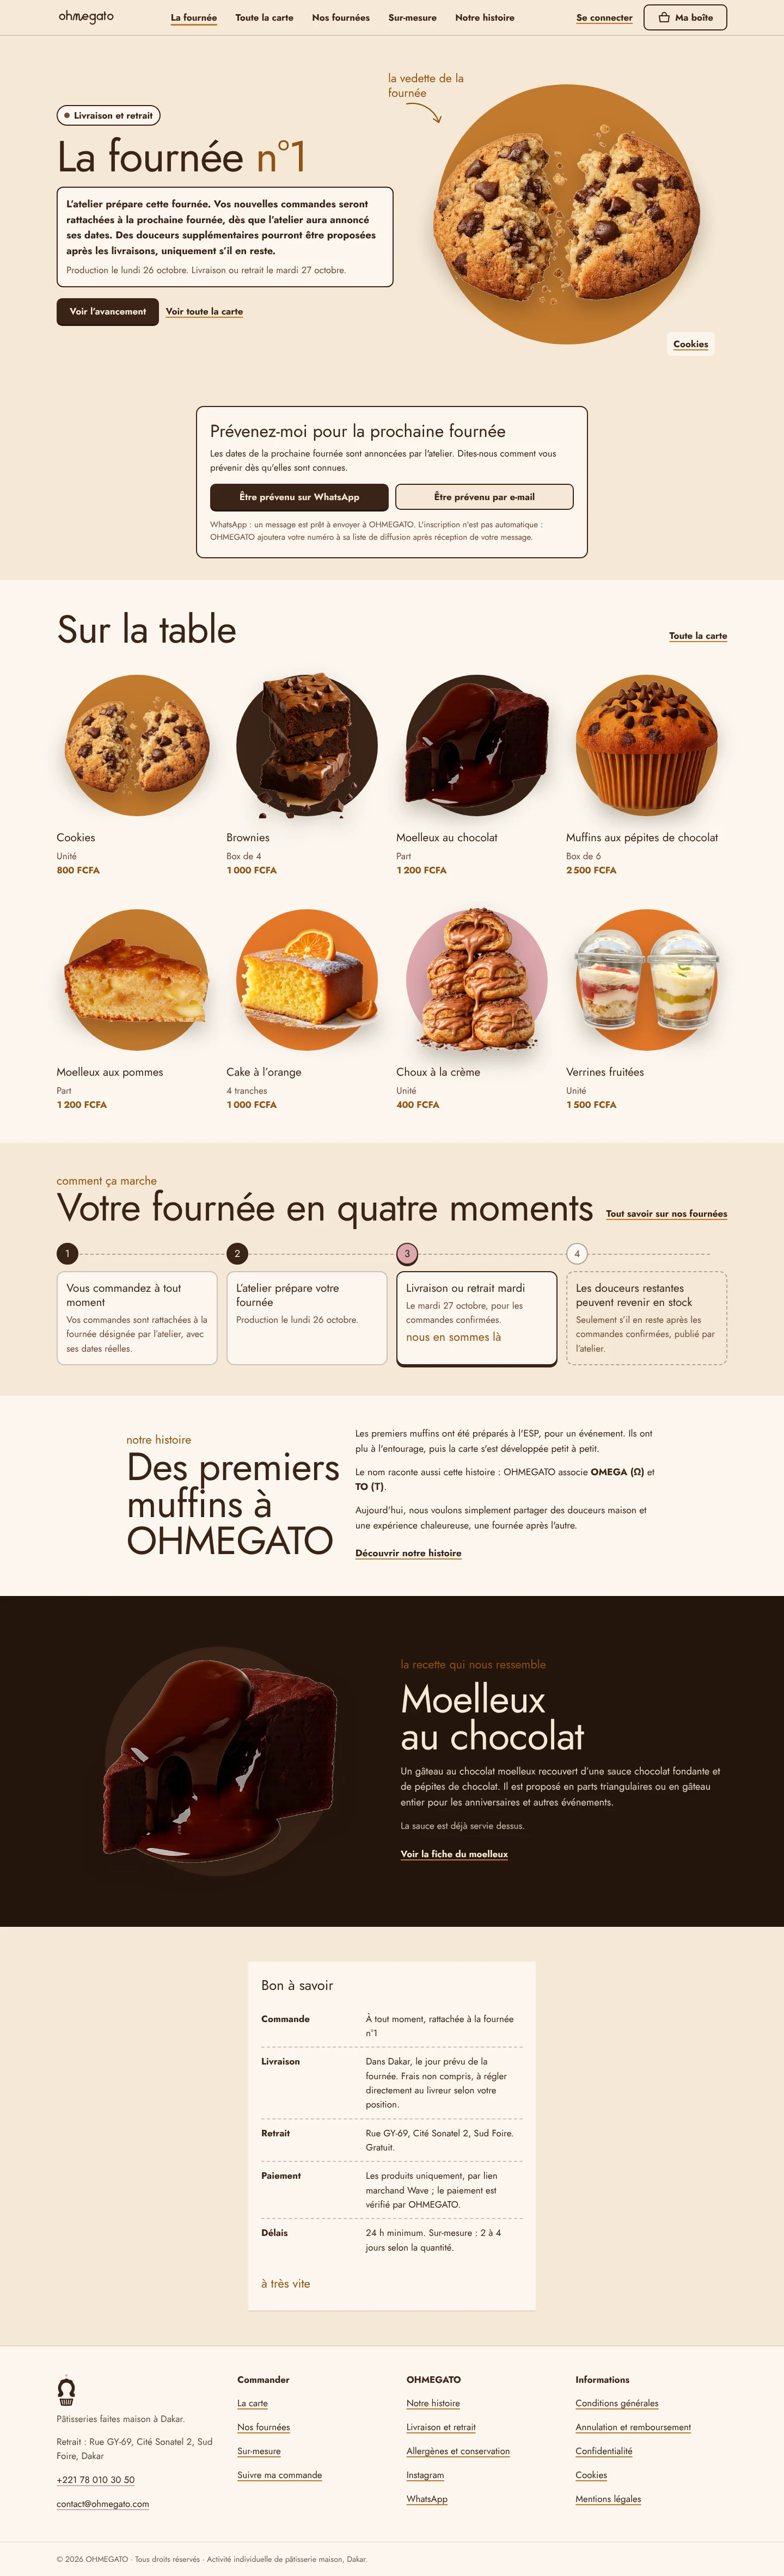 ohmegato
La fournée
Toute la carte
Nos fournées
Sur-mesure
Notre histoire
Se connecter
Ma boîte
la vedette de la
fournée
Livraison et retrait
La fournée n°1
L'atelier prépare cette fournée. Vos nouvelles commandes seront
rattachées à la prochaine fournée, dès que l'atelier aura annoncé
ses dates. Des douceurs supplémentaires pourront être proposées
après les livraisons, uniquement s'il en reste.
Production le lundi 26 octobre. Livraison ou retrait le mardi 27 octobre.
Voir l'avancement
Voir toute la carte
Cookies
Prévenez-moi pour la prochaine fournée
Les dates de la prochaine fournée sont annoncées par l'atelier. Dites-nous comment vous
prévenir dès qu'elles sont connues.
Être prévenu sur WhatsApp
Être prévenu par e-mail
WhatsApp : un message est prêt à envoyer à OHMEGATO. L'inscription n'est pas automatique :
OHMEGATO ajoutera votre numéro à sa liste de diffusion après réception de votre message.
Sur la table
Toute la carte
Cookies
Unité
800 FCFA
Brownies
Box de 4
1 000 FCFA
Moelleux au chocolat
Part
1 200 FCFA
Muffins aux pépites de chocolat
Box de 6
2 500 FCFA
Moelleux aux pommes
Part
1 200 FCFA
Cake à l'orange
4 tranches
1 000 FCFA
Choux à la crème
Unité
400 FCFA
Verrines fruitées
Unité
1 500 FCFA
comment ça marche
Votre fournée en quatre moments
Tout savoir sur nos fournées
1
Vous commandez à tout
moment
Vos commandes sont rattachées à la
fournée désignée par l'atelier, avec
ses dates réelles.
2
L'atelier prépare votre
fournée
Production le lundi 26 octobre.
3
Livraison ou retrait mardi
Le mardi 27 octobre, pour les
commandes confirmées.
nous en sommes là
4
Les douceurs restantes
peuvent revenir en stock
Seulement s'il en reste après les
commandes confirmées, publié par
l'atelier.
notre histoire
Des premiers
muffins à
OHMEGATO
Les premiers muffins ont été préparés à l'ESP, pour un événement. Ils ont
plu à l'entourage, puis la carte s'est développée petit à petit.
Le nom raconte aussi cette histoire : OHMEGATO associe OMEGA (Ω) et
TO (T).
Aujourd'hui, nous voulons simplement partager des douceurs maison et
une expérience chaleureuse, une fournée après l'autre.
Découvrir notre histoire
la recette qui nous ressemble
Moelleux
au chocolat
Un gâteau au chocolat moelleux recouvert d'une sauce chocolat fondante et
de pépites de chocolat. Il est proposé en parts triangulaires ou en gâteau
entier pour les anniversaires et autres événements.
La sauce est déjà servie dessus.
Voir la fiche du moelleux
Bon à savoir
Commande
À tout moment, rattachée à la fournée
n°1
Livraison
Dans Dakar, le jour prévu de la
fournée. Frais non compris, à régler
directement au livreur selon votre
position.
Retrait
Rue GY-69, Cité Sonatel 2, Sud Foire.
Gratuit.
Paiement
Les produits uniquement, par lien
marchand Wave ; le paiement est
vérifié par OHMEGATO.
Délais
24 h minimum. Sur-mesure : 2 à 4
jours selon la quantité.
à très vite
Pâtisseries faites maison à Dakar.
Retrait : Rue GY-69, Cité Sonatel 2, Sud
Foire, Dakar
+221 78 010 30 50
contact@ohmegato.com
Commander
La carte
Nos fournées
Sur-mesure
Suivre ma commande
OHMEGATO
Notre histoire
Livraison et retrait
Allergènes et conservation
Instagram
WhatsApp
Informations
Conditions générales
Annulation et remboursement
Confidentialité
Cookies
Mentions légales
© 2026 OHMEGATO · Tous droits réservés · Activité individuelle de pâtisserie maison, Dakar.